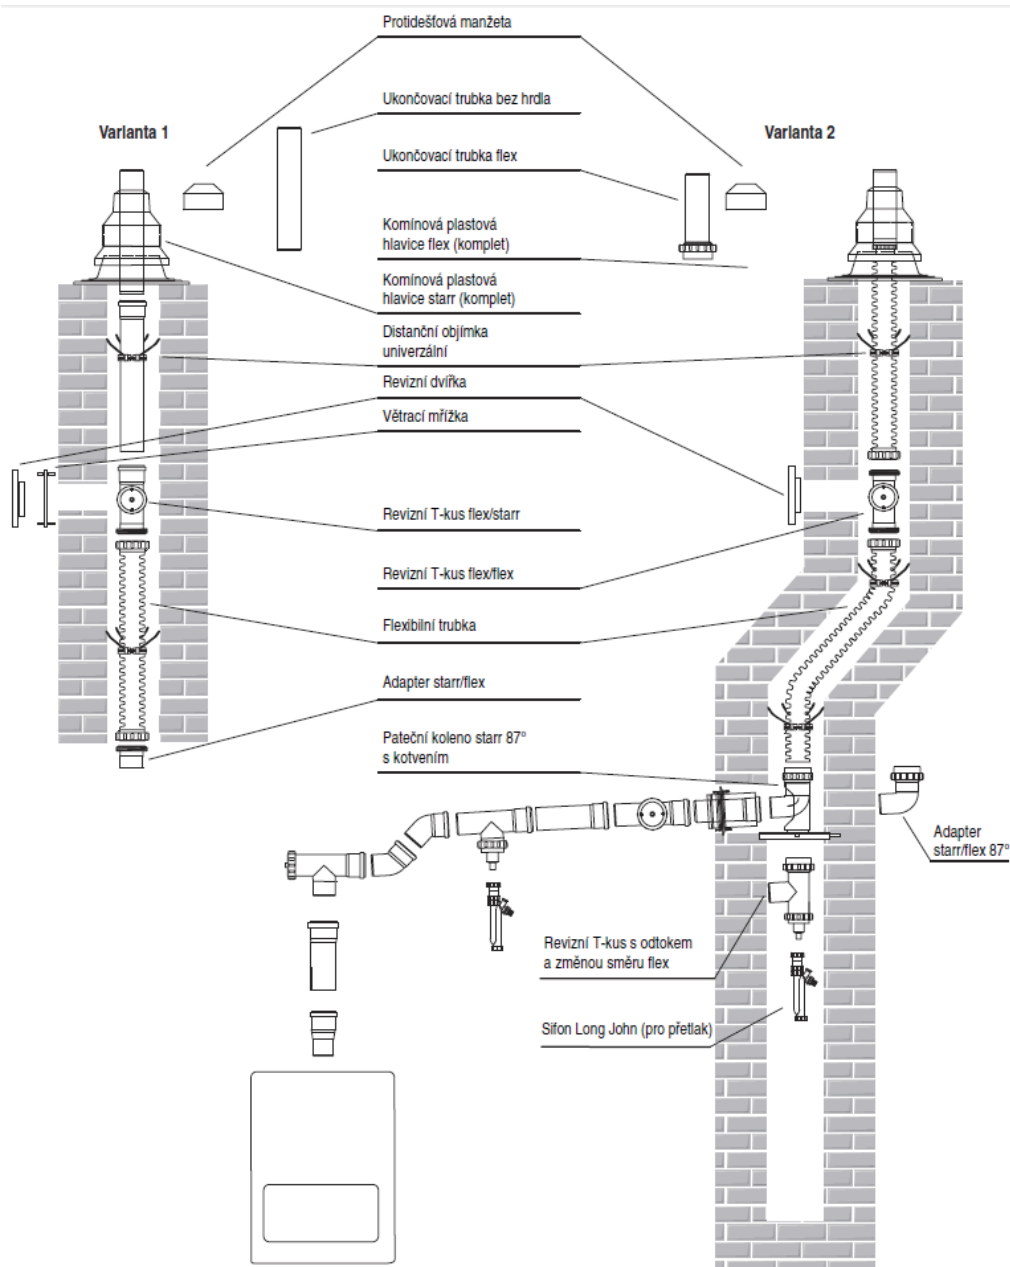 Protidešťová manžeta
Ukončovací trubka bez hrdla
Varianta 1
Varianta 2
Ukončovací trubka flex
Komínová plastová
hlavice flex (komplet)
Komínová plastová
hlavice starr (komplet)
Distanční objímka
univerzální
Revizní dvířka
Větrací mřížka
Revizní T-kus flex/starr
Revizní T-kus flex/flex
Flexibilní trubka
Adapter starr/flex
Pateční koleno starr 87º
s kotvením
Adapter
starr/flex 87º
Revizní T-kus s odtokem
a změnou směru flex
Sifon Long John (pro přetlak)